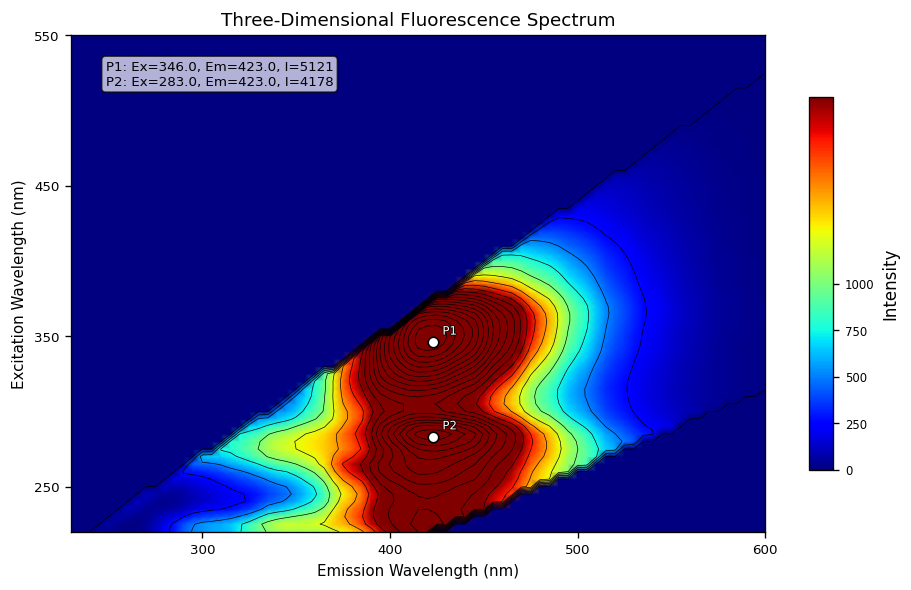 Three-Dimensional Fluorescence Spectrum
P1: Ex=346.0, Em=423.0, I=5121
P2: Ex=283.0, Em=423.0, I=4178
550
450
350
250
Excitation Wavelength (nm)
P1
P2
300
400
500
600
Emission Wavelength (nm)
1000
750
500
250
0
Intensity